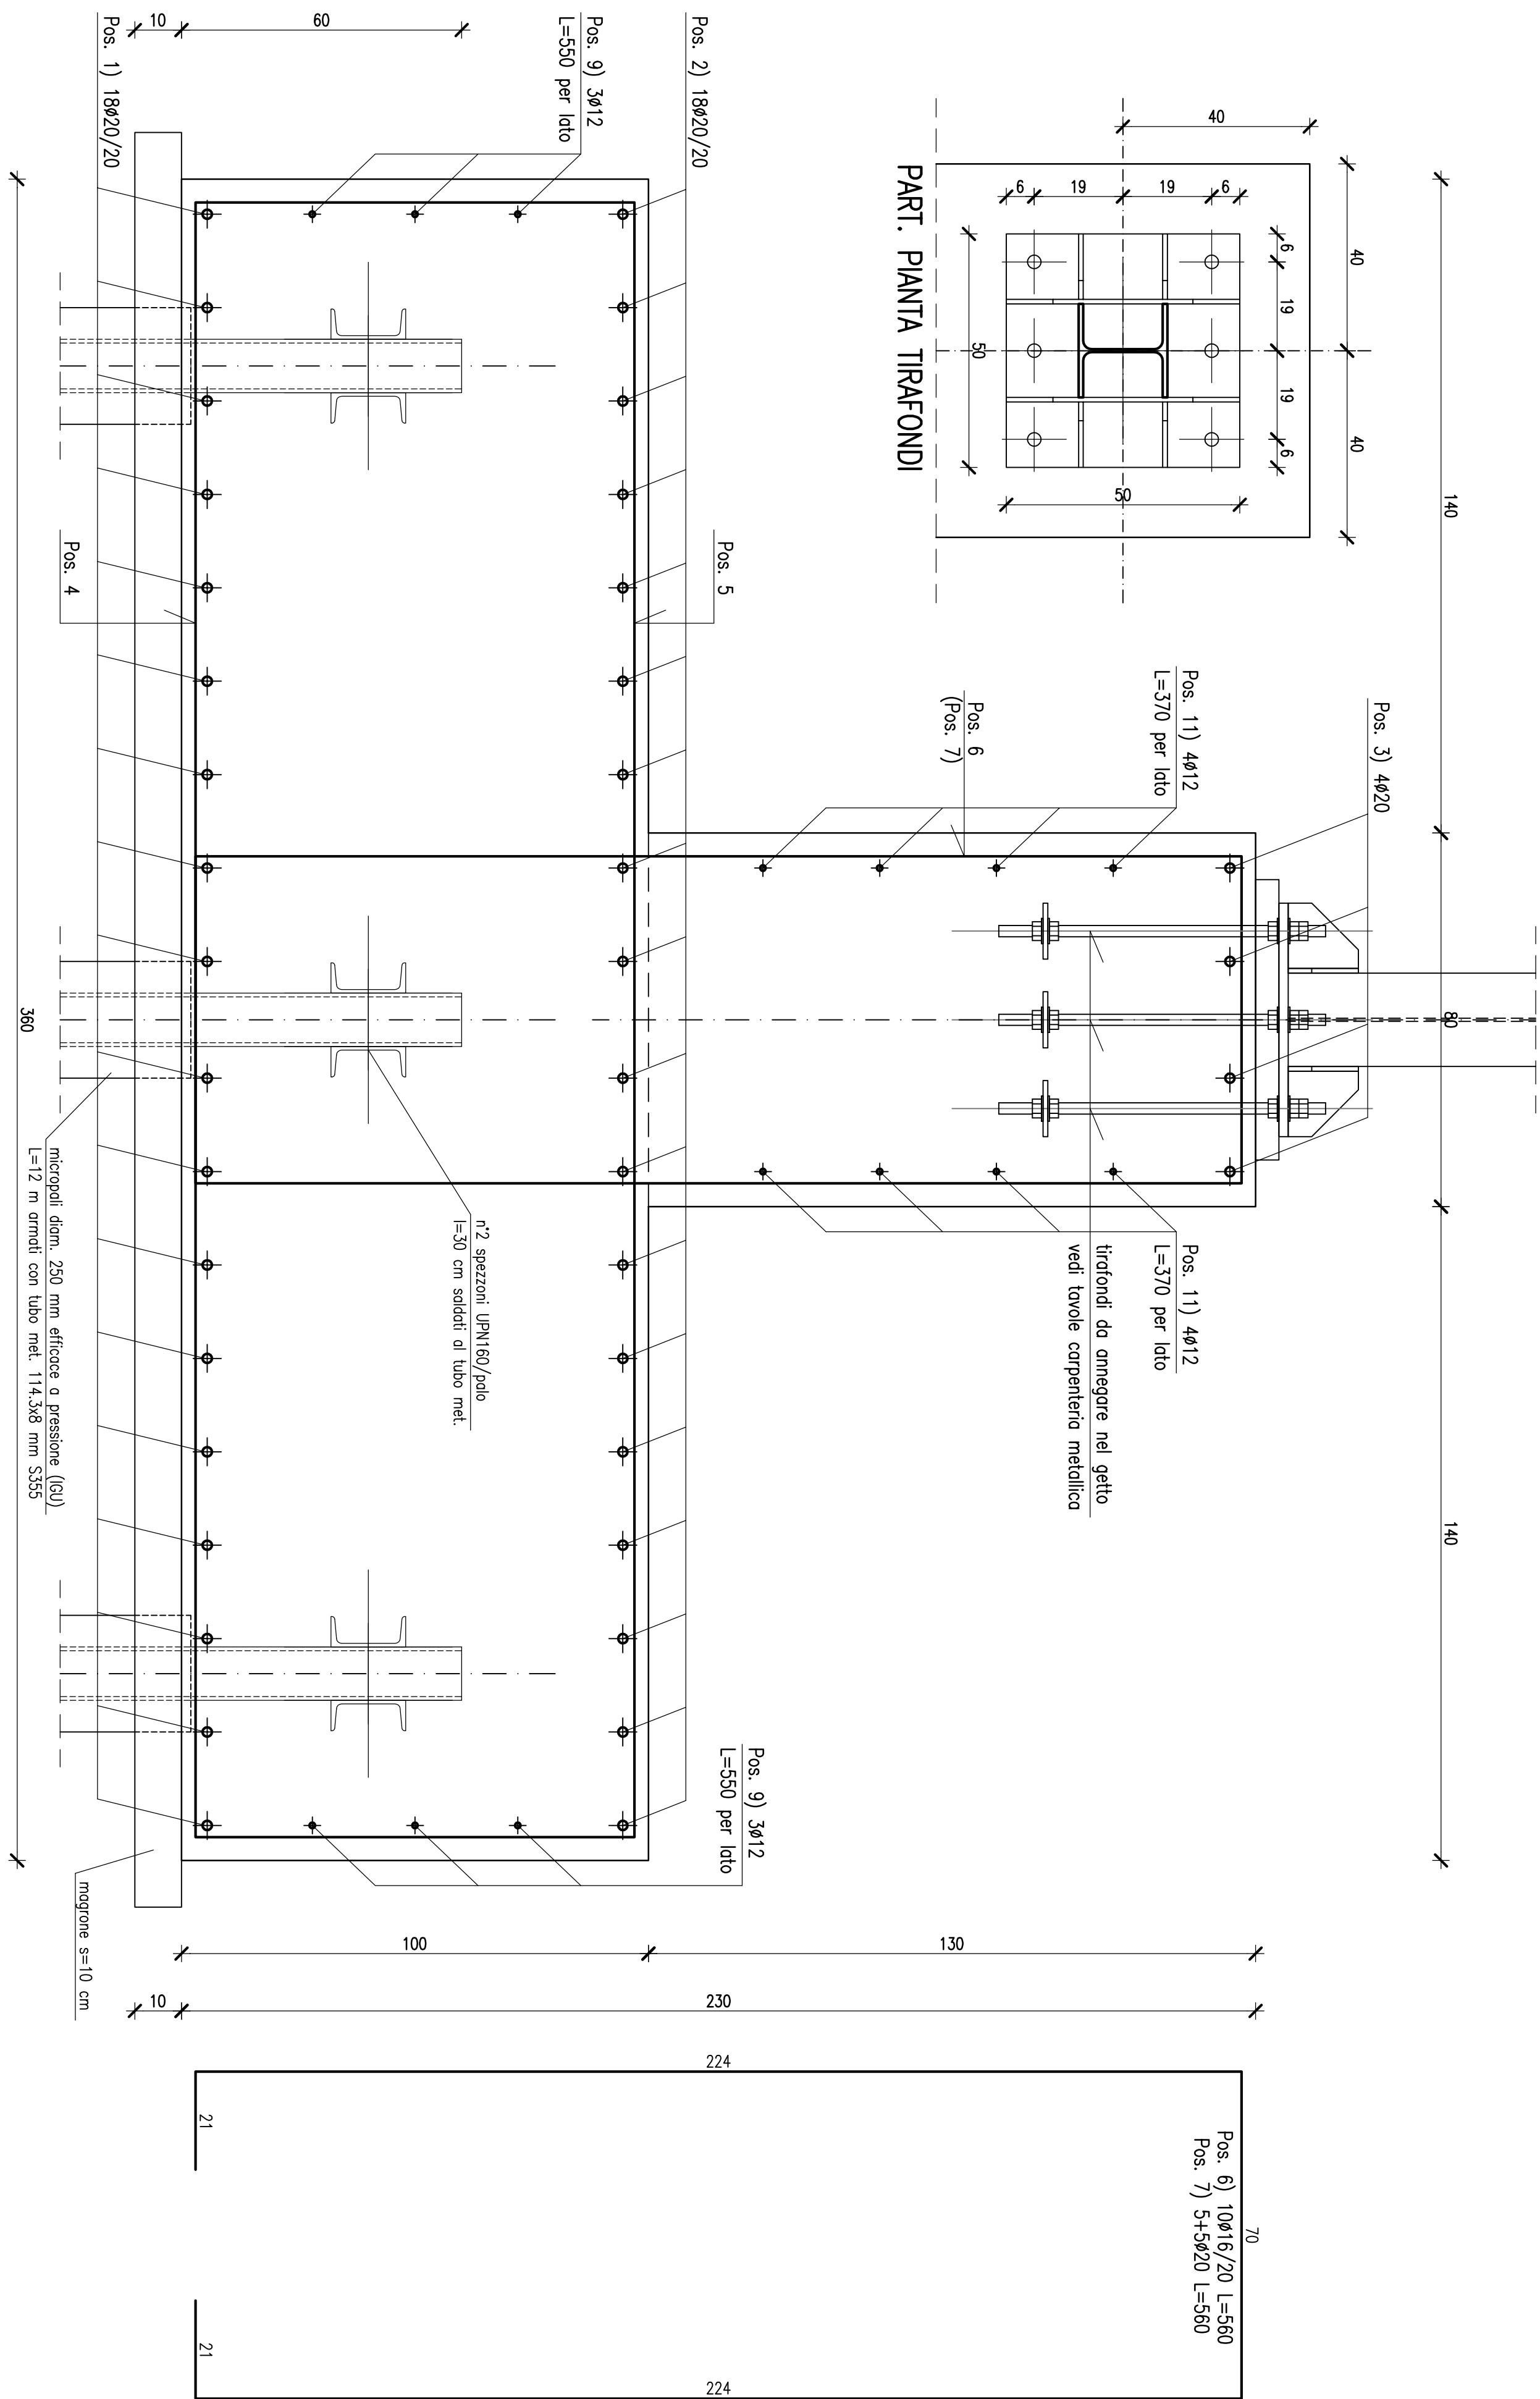 10
60
Pos. 1) 18ø20/20
Pos. 9) 3ø12
L=550 per lato
Pos. 2) 18ø20/20
40
40
40
6
19
19
6
6
19
19
6
50
50
PART. PIANTA TIRAFONDI
140
80
140
Pos. 4
Pos. 5
Pos. 6
(Pos. 7)
Pos. 11) 4ø12
L=370 per lato
Pos. 3) 4ø20
Pos. 11) 4ø12
L=370 per lato
tirafondi da annegare nel getto
vedi tavole carpenteria metallica
n°2 spezzoni UPN160/palo
l=30 cm saldati al tubo met.
micropali diam. 250 mm efficace a pressione (IGU)
L=12 m armati con tubo met. 114.3x8 mm S355
360
Pos. 9) 3ø12
L=550 per lato
magrone s=10 cm
100
130
10
230
224
21
70
Pos. 6) 10ø16/20 L=560
Pos. 7) 5+5ø20 L=560
21
224